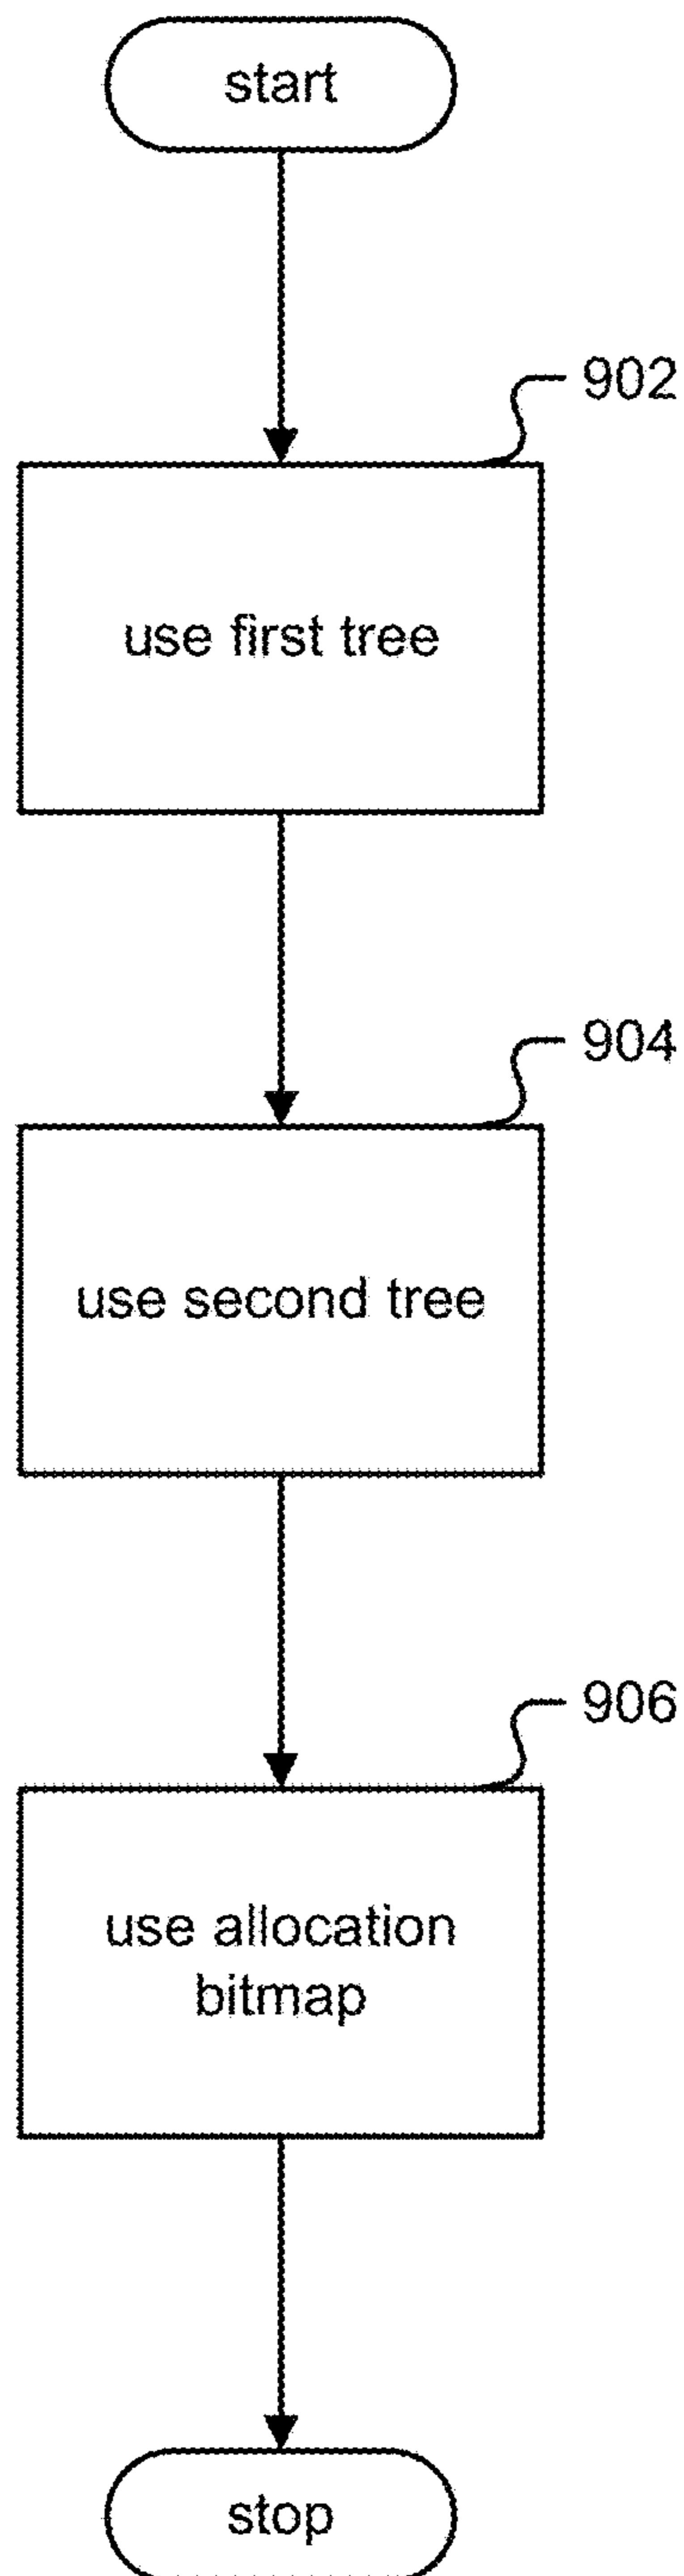 start
902
use first tree
904
use second tree
906
use allocation
bitmap
stop